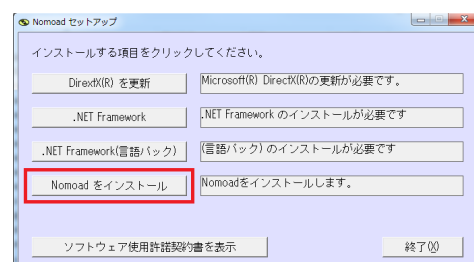 Nomoad セットアップ
インストールする項目をクリックしてください。
DirextX(R) を更新
Microsoft(R) DirectX(R)の更新が必要です。
.NET Framework
.NET Framework のインストールが必要です
.NET Framework(言語パック)
(言語パック) のインストールが必要です
Nomoad をインストール
Nomoadをインストールします。
ソフトウェア使用許諾契約書を表示
終了(X)